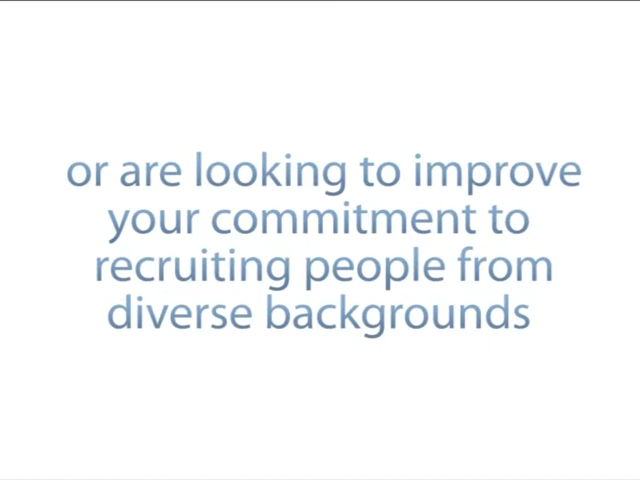 or are looking to improve
your commitment to
recruiting people from
diverse backgrounds